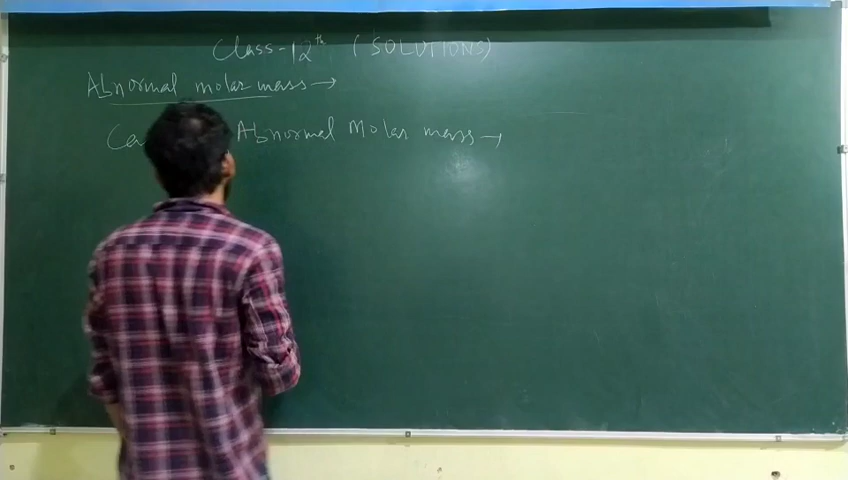 Class-12th (SOLUTIONS)
Abnormal molar mass →
Abnormal Molar mass →